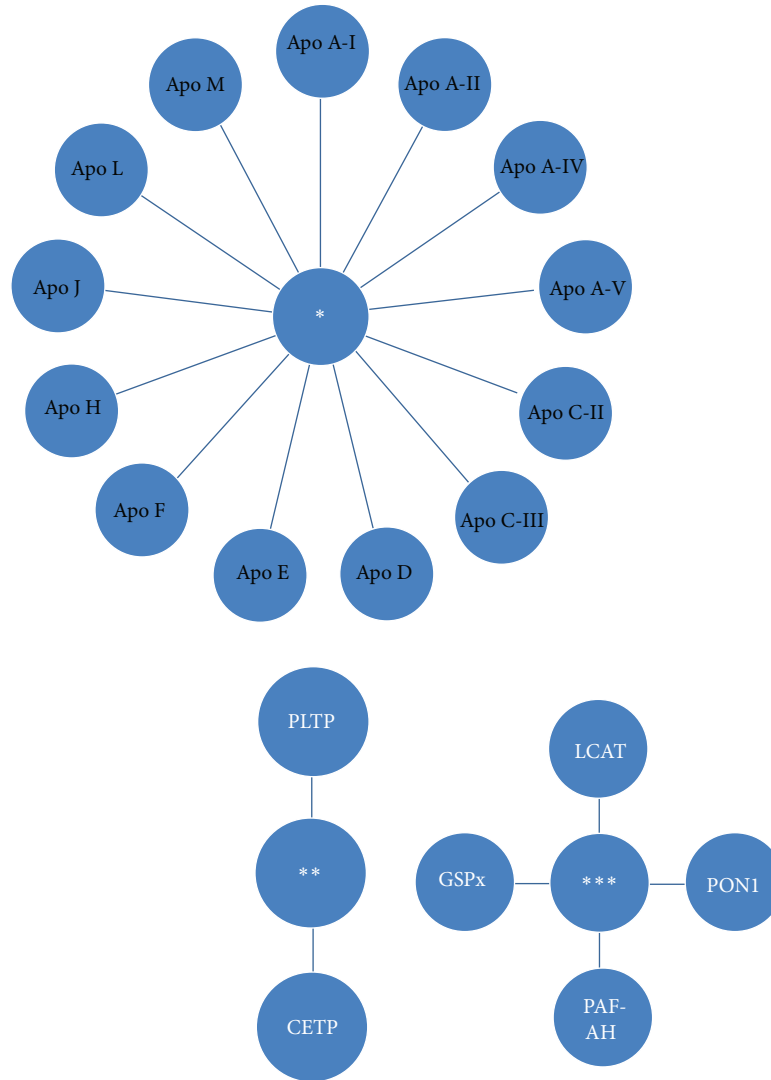 Apo A-I
Apo A-II
Apo M
Apo A-IV
Apo L
Apo J
Apo A-V
*
Apo H
Apo C-II
Apo F
Apo C-III
Apo E
Apo D
PLTP
**
CETP
LCAT
GSPx
***
PON1
PAF-
AH